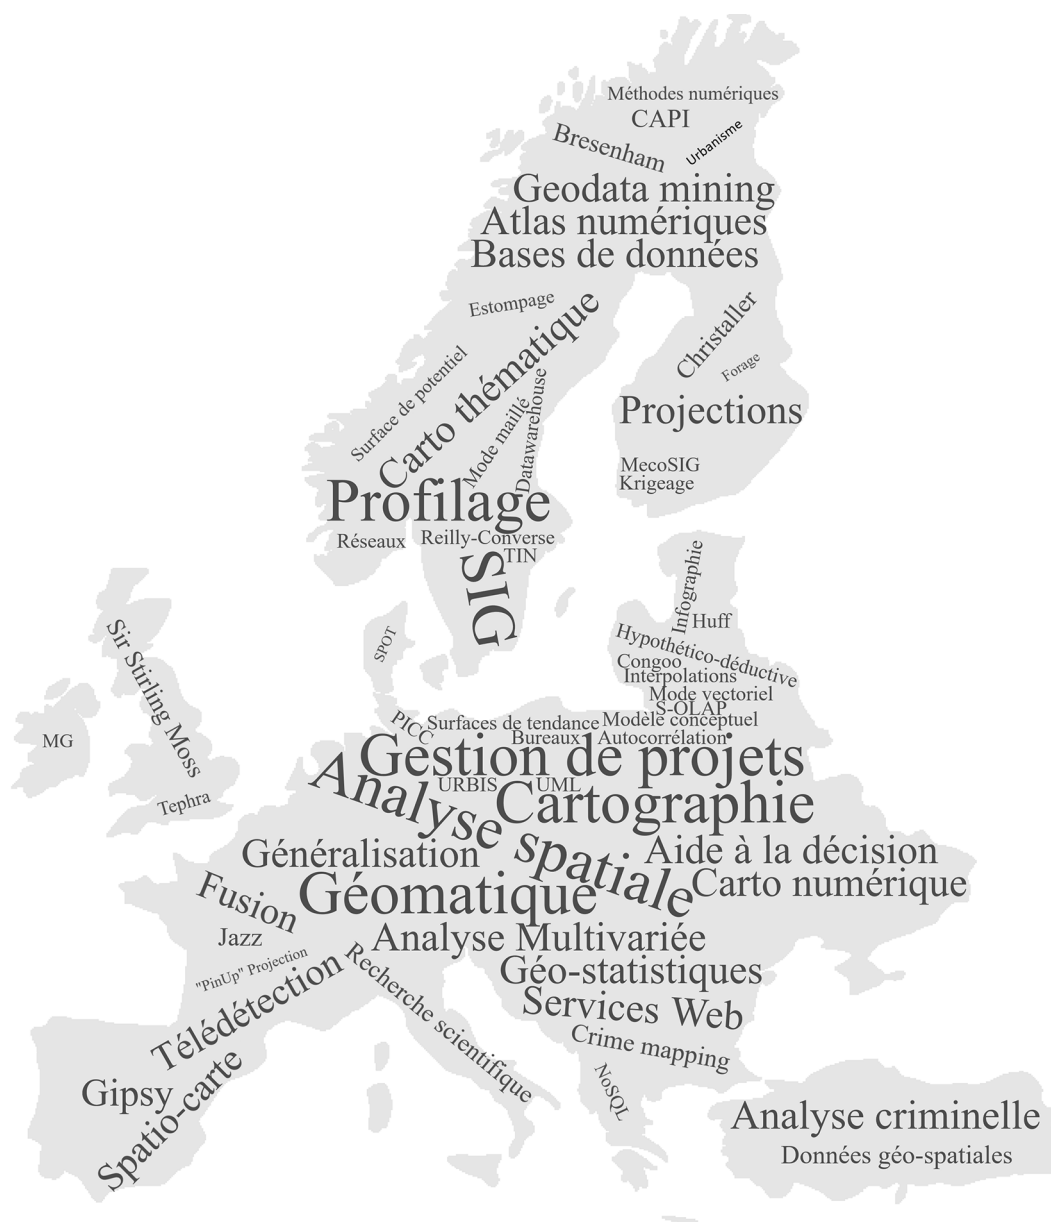 Méthodes numériques
CAPI
Urbanisme
Bresenham
Geodata mining
Atlas numériques
Bases de données
Estompage
Christaller
Carto thématique
Surface de potentiel
Forage
Mode maillé
Datawarehouse
Projections
MecoSIG
Krigeage
Profilage
Réseaux
Reilly-Converse
TIN
SIG
Infographie
Huff
Hypothético-déductive
SPOT
Congoo
Interpolations
Mode vectoriel
S-OLAP
Sir Stirling Moss
MG
Tephra
PICC
Surfaces de tendance
Modèle conceptuel
Bureaux
Autocorrélation
Gestion de projets
Analyse spatiale
URBIS
UML
Cartographie
Généralisation
Aide à la décision
Carto numérique
Fusion
Géomatique
Jazz
Analyse Multivariée
"PinUp" Projection
Télédétection
Recherche scientifique
Géo-statistiques
Services Web
Crime mapping
NoSQL
Gipsy
Spatio-carte
Analyse criminelle
Données géo-spatiales